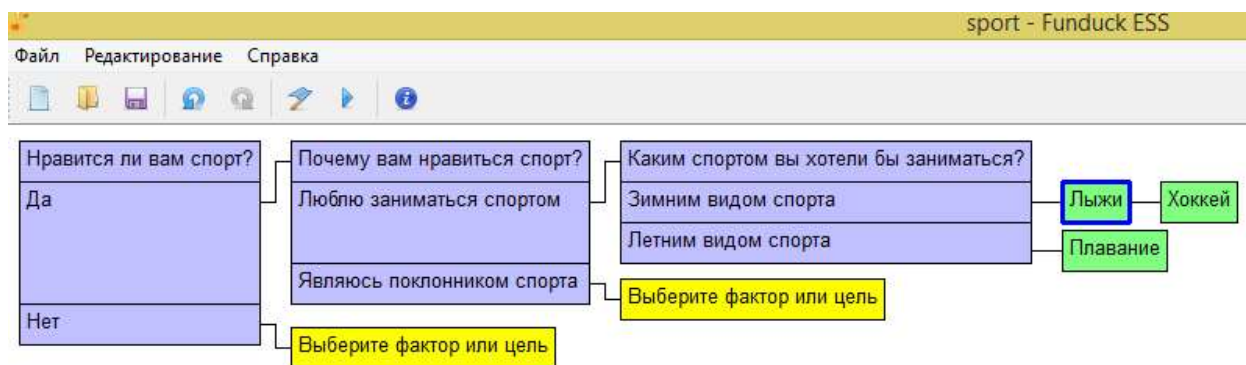 sport - Funduck ESS
Файл Редактирование Справка
Нравится ли вам спорт? Почему вам нравиться спорт? Каким спортом вы хотели бы заниматься?
Да Люблю заниматься спортом Зимним видом спорта Лыжи Хоккей
Летним видом спорта Плавание
Являюсь поклонником спорта Выберите фактор или цель
Нет Выберите фактор или цель